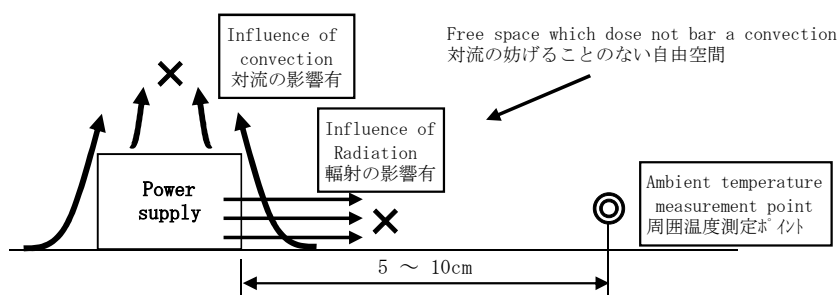 Influence of
convection
対流の影響有
Free space which dose not bar a convection
対流の妨げることのない自由空間
Influence of
Radiation
輻射の影響有
Power
supply
Ambient temperature
measurement point
周囲温度測定ﾎﾟｲﾝﾄ
5 ～ 10cm